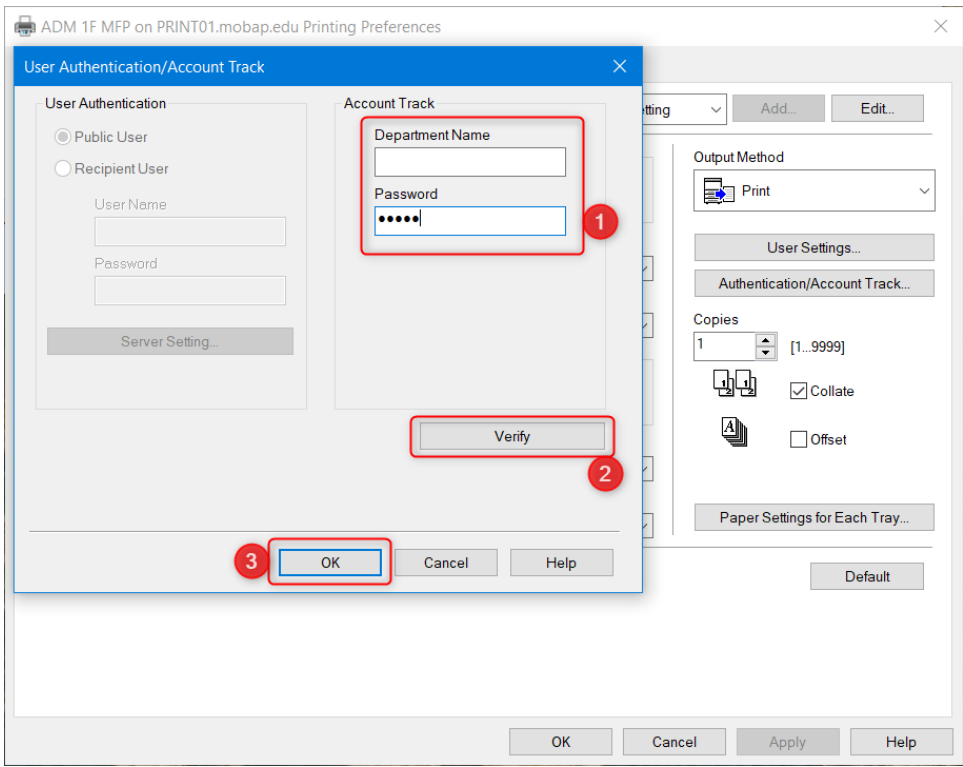 ADM 1F MFP on PRINT01.mobap.edu Printing Preferences
User Authentication/Account Track
User Authentication
Public User
Recipient User
User Name
Password
Server Setting...
Account Track
Department Name
Password
●●●●●
1
Verify
2
3
OK
Cancel
Help
Add...
Edit...
Output Method
Print
User Settings...
Authentication/Account Track...
Copies
1
[1...9999]
Collate
Offset
Paper Settings for Each Tray...
Default
OK
Cancel
Apply
Help